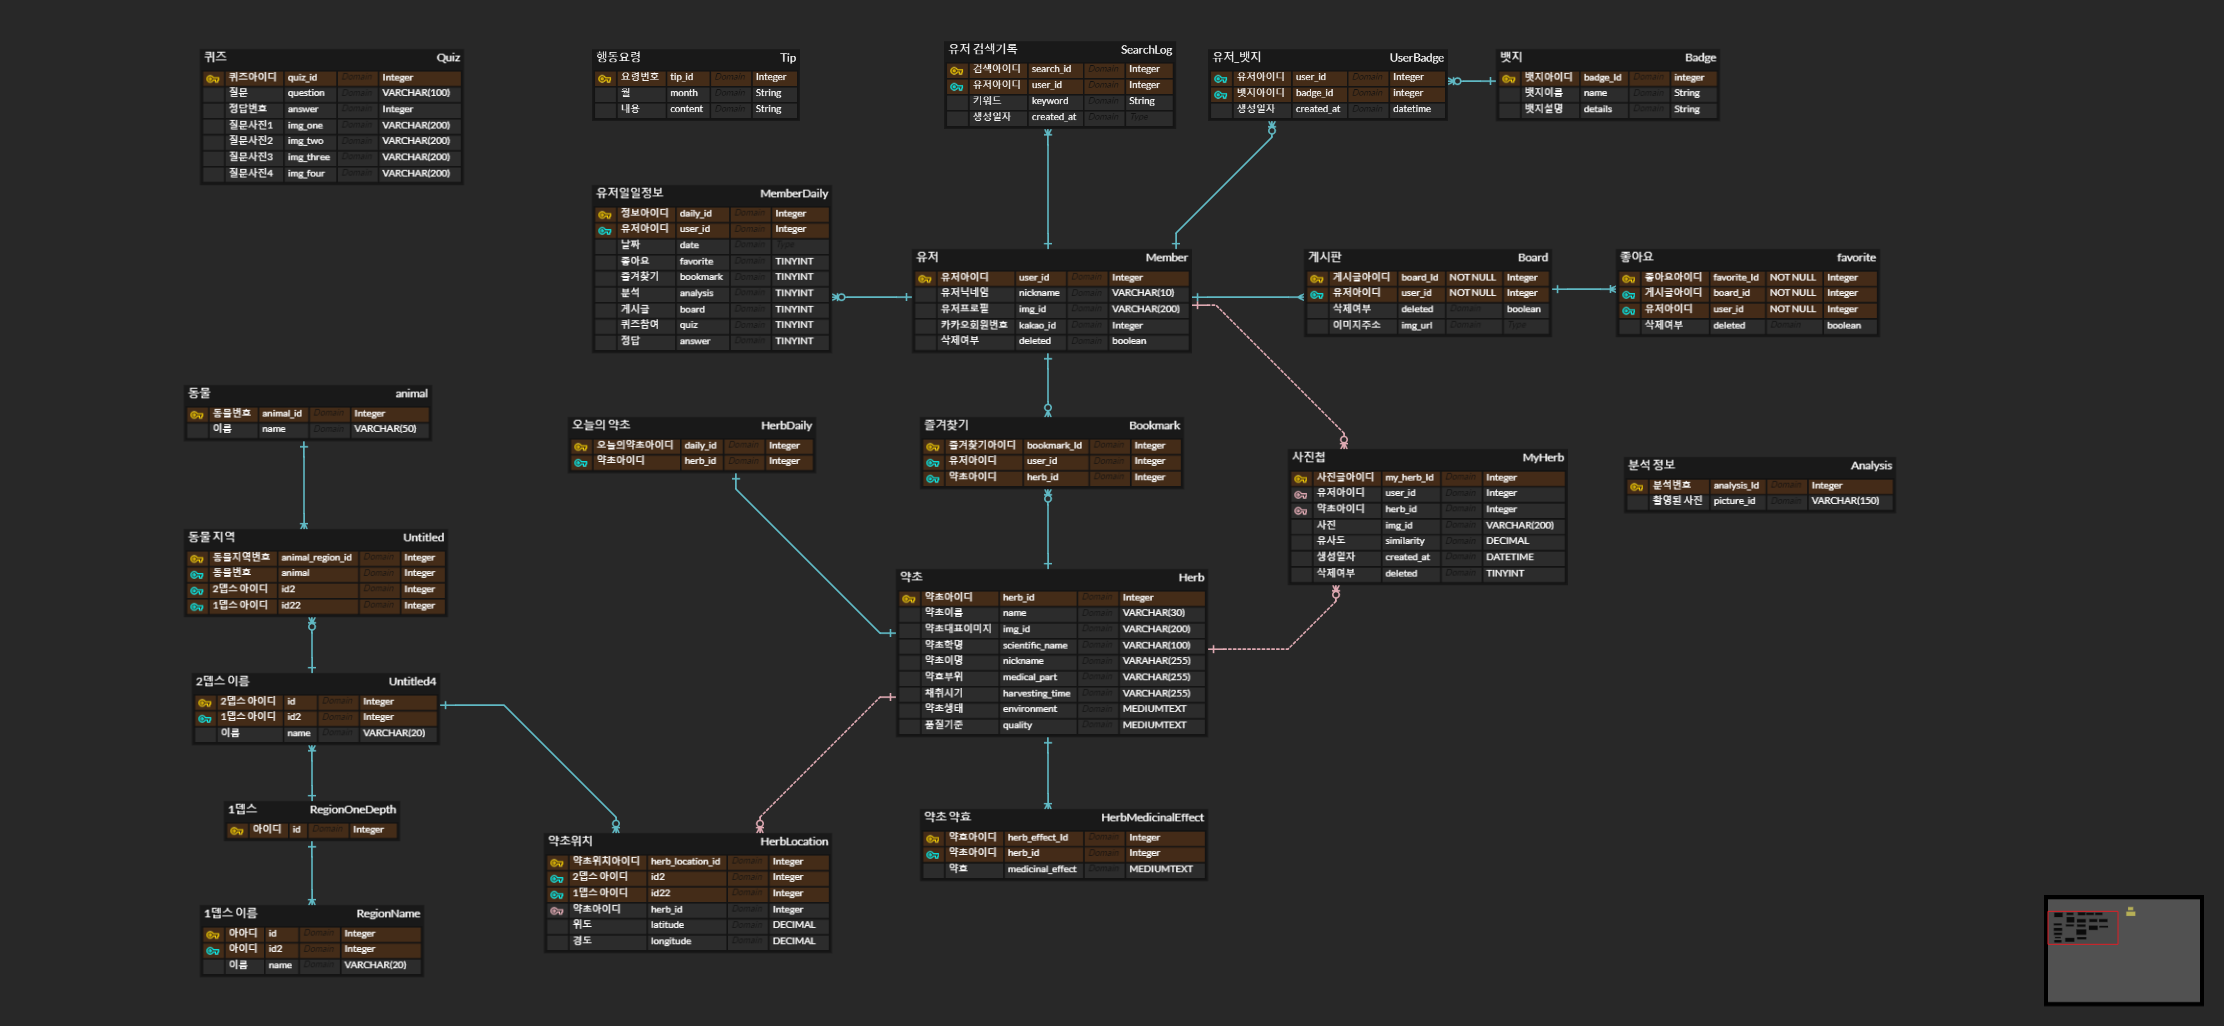 퀴즈 Quiz
퀴즈아이디 quiz_id Domain Integer
질문 question Domain VARCHAR(100)
정답번호 answer Domain Integer
질문사진1 img_one Domain VARCHAR(200)
질문사진2 img_two Domain VARCHAR(200)
질문사진3 img_three Domain VARCHAR(200)
질문사진4 img_four Domain VARCHAR(200)
행동요령 Tip
요령번호 tip_id Domain Integer
월 month Domain String
내용 content Domain String
유저 검색기록 SearchLog
검색아이디 search_id Domain Integer
유저아이디 user_id Domain Integer
키워드 keyword Domain String
생성일자 created_at Domain Type
유저_뱃지 UserBadge
유저아이디 user_id Domain Integer
뱃지아이디 badge_id Domain integer
생성일자 created_at Domain datetime
뱃지 Badge
뱃지아이디 badge_Id Domain integer
뱃지이름 name Domain String
뱃지설명 details Domain String
유저일일정보 MemberDaily
정보아이디 daily_id Domain Integer
유저아이디 user_id Domain Integer
날짜 date Domain Type
좋아요 favorite Domain TINYINT
즐겨찾기 bookmark Domain TINYINT
분석 analysis Domain TINYINT
게시글 board Domain TINYINT
퀴즈참여 quiz Domain TINYINT
정답 answer Domain TINYINT
유저 Member
유저아이디 user_id Domain Integer
유저닉네임 nickname Domain VARCHAR(10)
유저프로필 img_id Domain VARCHAR(200)
카카오회원번호 kakao_id Domain Integer
삭제여부 deleted Domain boolean
게시판 Board
게시글아이디 board_Id NOT NULL Integer
유저아이디 user_id NOT NULL Integer
삭제여부 deleted Domain boolean
이미지주소 img_url Domain Type
좋아요 favorite
좋아요아이디 favorite_Id NOT NULL Integer
게시글아이디 board_id NOT NULL Integer
유저아이디 user_id NOT NULL Integer
삭제여부 deleted Domain boolean
동물 animal
동물번호 animal_id Domain Integer
이름 name Domain VARCHAR(50)
오늘의 약초 HerbDaily
오늘의약초아이디 daily_id Domain Integer
약초아이디 herb_id Domain Integer
즐겨찾기 Bookmark
즐겨찾기아이디 bookmark_Id Domain Integer
유저아이디 user_id Domain Integer
약초아이디 herb_id Domain Integer
사진첩 MyHerb
사진글아이디 my_herb_Id Domain Integer
유저아이디 user_id Domain Integer
약초아이디 herb_id Domain Integer
사진 img_id Domain VARCHAR(200)
유사도 similarity Domain DECIMAL
생성일자 created_at Domain DATETIME
삭제여부 deleted Domain TINYINT
분석 정보 Analysis
분석번호 analysis_Id Domain Integer
촬영된 사진 picture_id Domain VARCHAR(150)
동물 지역 Untitled
동물지역번호 animal_region_id Domain Integer
동물번호 animal Domain Integer
2뎁스 아이디 id2 Domain Integer
1뎁스 아이디 id22 Domain Integer
약초 Herb
약초아이디 herb_id Domain Integer
약초이름 name Domain VARCHAR(30)
약초대표이미지 img_id Domain VARCHAR(200)
약초학명 scientific_name Domain VARCHAR(100)
약초이명 nickname Domain VARAHAR(255)
약효부위 medical_part Domain VARCHAR(255)
채취시기 harvesting_time Domain VARCHAR(255)
약초생태 environment Domain MEDIUMTEXT
품질기준 quality Domain MEDIUMTEXT
2뎁스 이름 Untitled4
2뎁스 아이디 id Domain Integer
1뎁스 아이디 id2 Domain Integer
이름 name Domain VARCHAR(20)
1뎁스 RegionOneDepth
아이디 id Domain Integer
약초위치 HerbLocation
약초위치아이디 herb_location_id Domain Integer
2뎁스 아이디 id2 Domain Integer
1뎁스 아이디 id22 Domain Integer
약초아이디 herb_id Domain Integer
위도 latitude Domain DECIMAL
경도 longitude Domain DECIMAL
약초 약효 HerbMedicinalEffect
약효아이디 herb_effect_Id Domain Integer
약초아이디 herb_id Domain Integer
약효 medicinal_effect Domain MEDIUMTEXT
1뎁스 이름 RegionName
아아디 id Domain Integer
아이디 id2 Domain Integer
이름 name Domain VARCHAR(20)